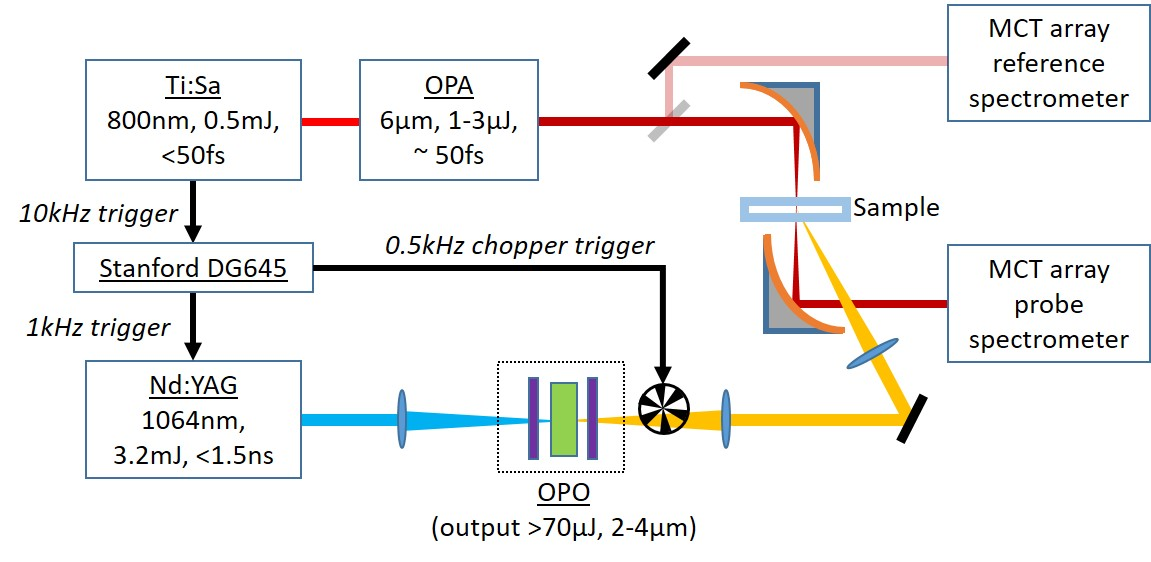 Ti:Sa
800nm, 0.5mJ,
<50fs
OPA
6µm, 1-3µJ,
~ 50fs
MCT array
reference
spectrometer
10kHz trigger
Sample
Stanford DG645
0.5kHz chopper trigger
MCT array
probe
spectrometer
1kHz trigger
Nd:YAG
1064nm,
3.2mJ, <1.5ns
OPO
(output >70µJ, 2-4µm)